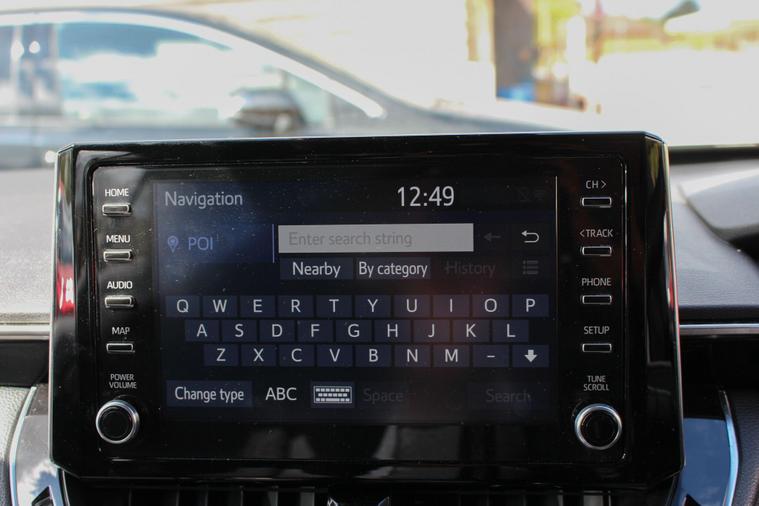 HOME
MENU
AUDIO
MAP
POWER
VOLUME
Navigation
12:49
POI
Enter search string
Nearby By category History
Q W E R T Y U I O P
A S D F G H J K L
Z X C V B N M -
Change type ABC Space Search
CH >
< TRACK
PHONE
SETUP
TUNE
SCROLL